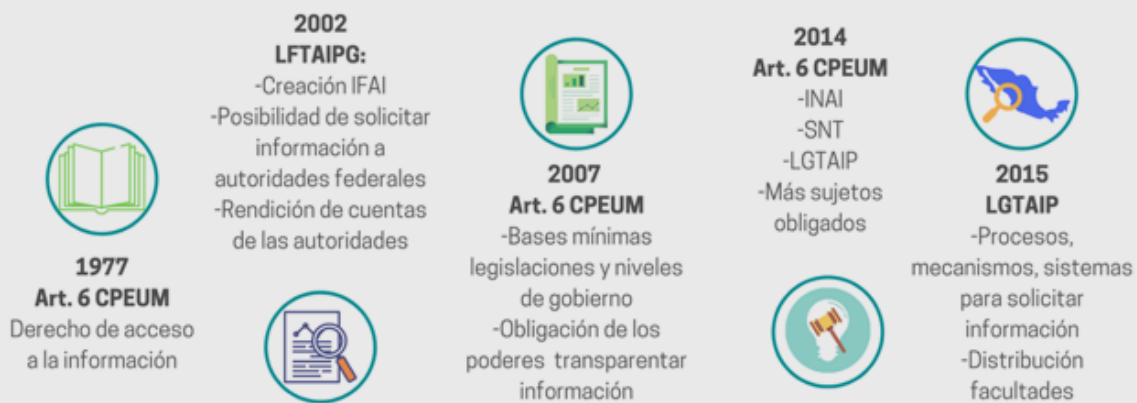 1977
Art. 6 CPEUM
Derecho de acceso
a la información
2002
LFTAIPG:
-Creación IFAI
-Posibilidad de solicitar
información a
autoridades federales
-Rendición de cuentas
de las autoridades
2007
Art. 6 CPEUM
-Bases mínimas
legislaciones y niveles
de gobierno
-Obligación de los
poderes transparentar
información
2014
Art. 6 CPEUM
-INAI
-SNT
-LGTAIP
-Más sujetos
obligados
2015
LGTAIP
-Procesos,
mecanismos, sistemas
para solicitar
información
-Distribución
facultades